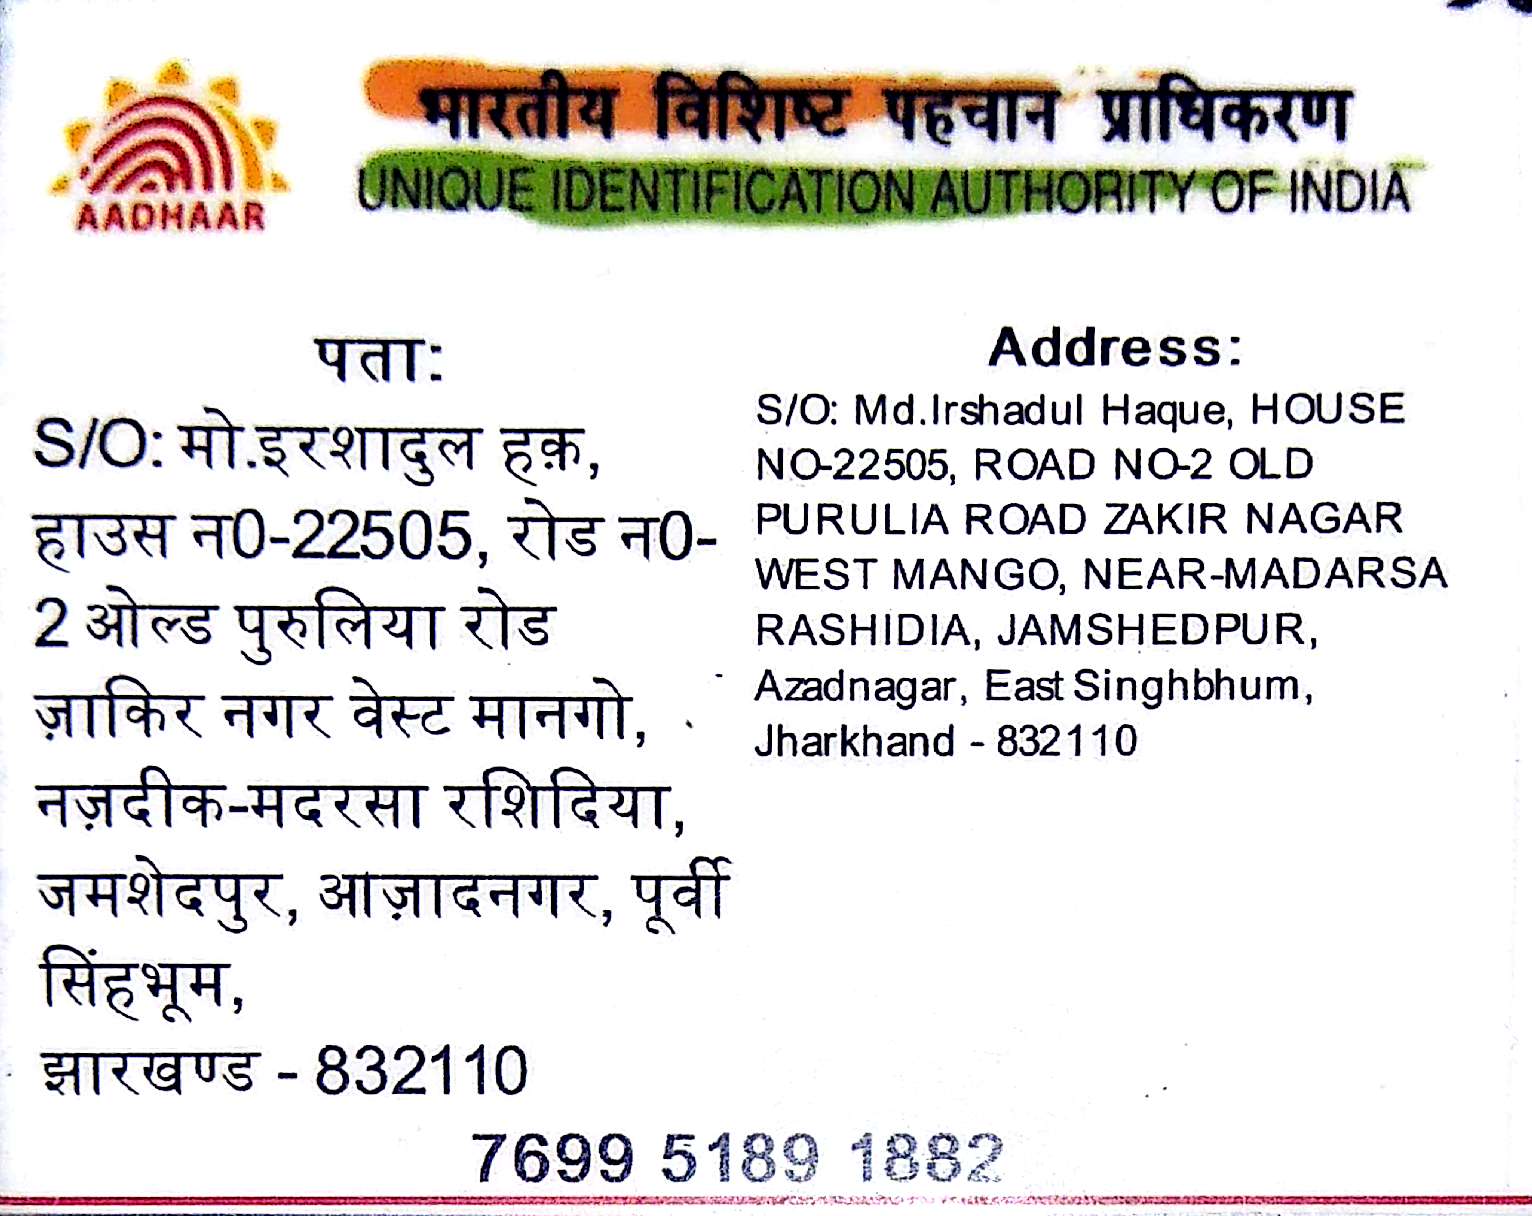 AADHAAR
भारतीय विशिष्ट पहचान प्राधिकरण
UNIQUE IDENTIFICATION AUTHORITY OF INDIA
पता:
S/O: मो.इरशादुल हक़,
हाउस न0-22505, रोड न0-
2 ओल्ड पुरुलिया रोड
ज़ाकिर नगर वेस्ट मानगो,
नज़दीक-मदरसा रशिदिया,
जमशेदपुर, आज़ादनगर, पूर्वी
सिंहभूम,
झारखण्ड - 832110
Address:
S/O: Md.Irshadul Haque, HOUSE
NO-22505, ROAD NO-2 OLD
PURULIA ROAD ZAKIR NAGAR
WEST MANGO, NEAR-MADARSA
RASHIDIA, JAMSHEDPUR,
Azadnagar, East Singhbhum,
Jharkhand - 832110
7699 5189 1882